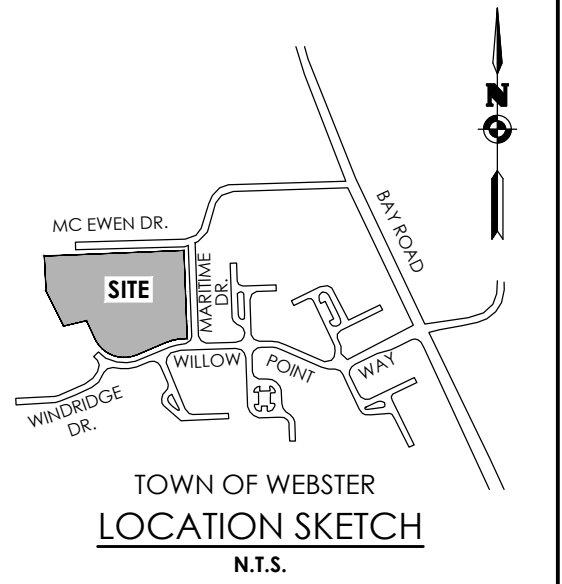 N
MC EWEN DR.
BAY ROAD
SITE
MARITIME
DR.
WILLOW POINT WAY
WINDRIDGE
DR.
TOWN OF WEBSTER
LOCATION SKETCH
N.T.S.